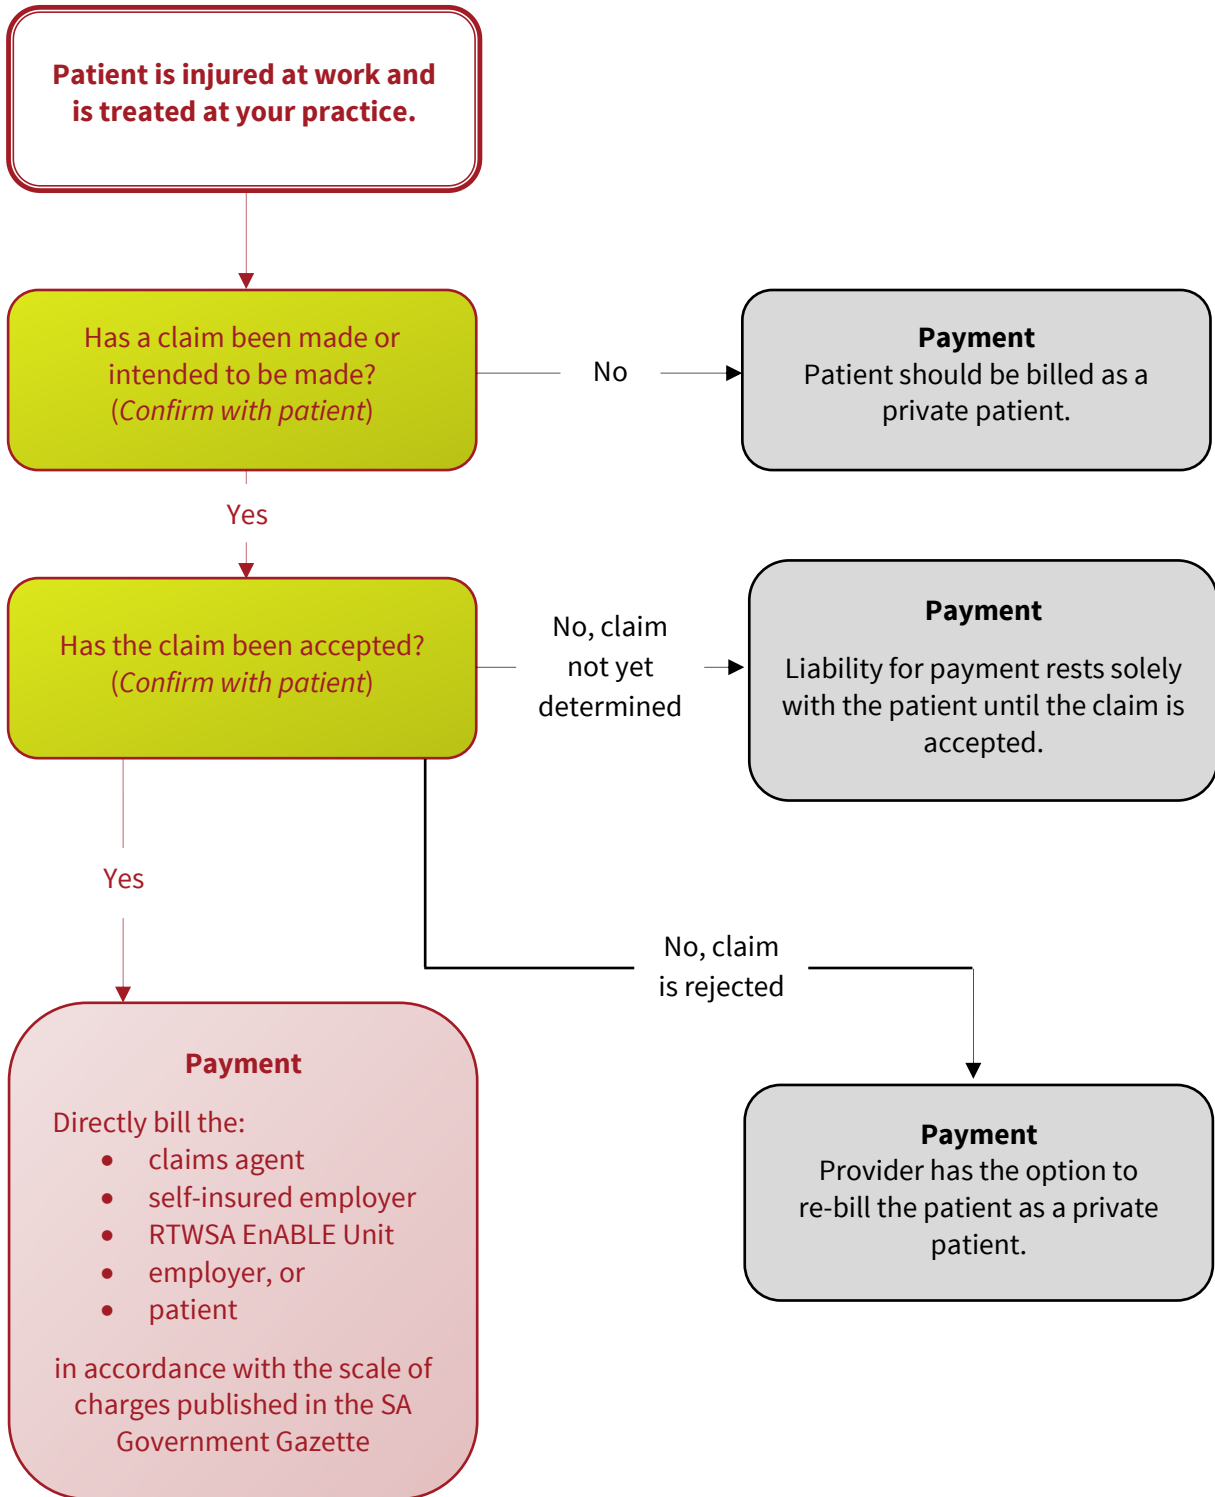 Patient is injured at work and
is treated at your practice.
Has a claim been made or
intended to be made?
(Confirm with patient)
No
Payment
Patient should be billed as a
private patient.
Yes
Has the claim been accepted?
(Confirm with patient)
No, claim
not yet
determined
Payment
Liability for payment rests solely
with the patient until the claim is
accepted.
Yes
No, claim
is rejected
Payment
Directly bill the:
• claims agent
• self-insured employer
• RTWSA EnABLE Unit
• employer, or
• patient
in accordance with the scale of
charges published in the SA
Government Gazette
Payment
Provider has the option to
re-bill the patient as a private
patient.